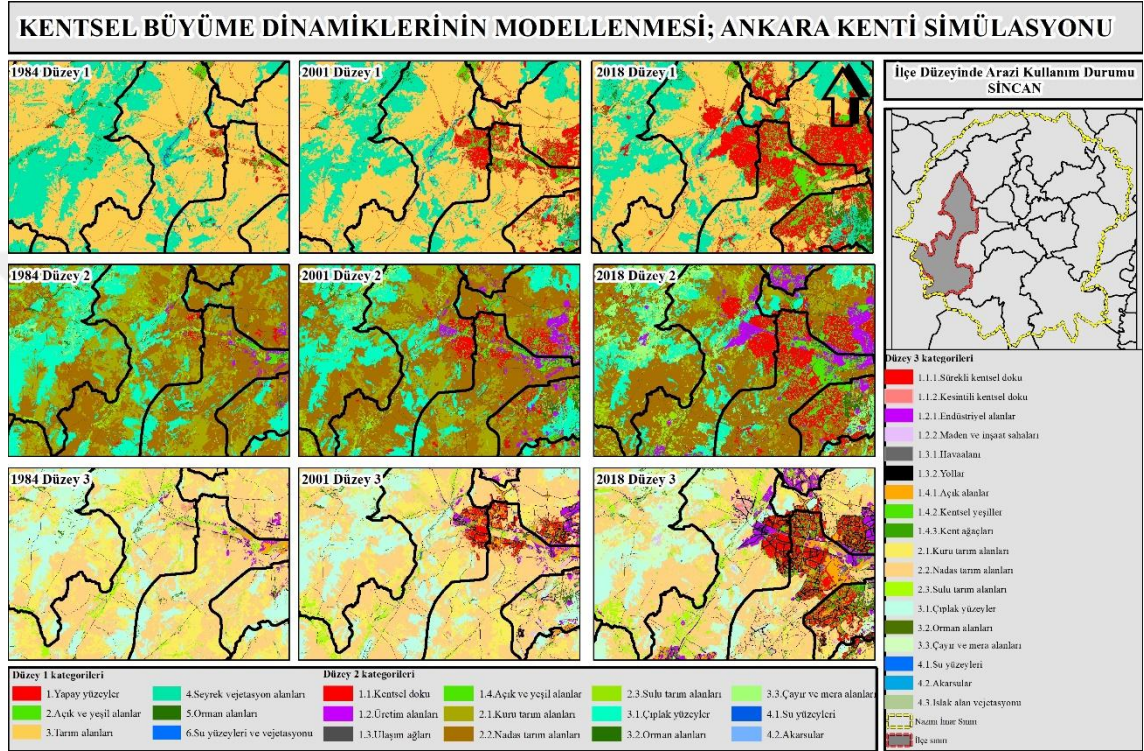 KENTSEL BÜYÜME DİNAMİKLERİNİN MODELLENMESİ; ANKARA KENTİ SİMÜLASYONU
1984 Düzey 1
2001 Düzey 1
2018 Düzey 1
İlçe Düzeyinde Arazi Kullanım Durumu
SİNCAN
1984 Düzey 2
2001 Düzey 2
2018 Düzey 2
1984 Düzey 3
2001 Düzey 3
2018 Düzey 3
Düzey 3 kategorileri
1.1.1.Sürekli kentsel doku
1.1.2.Kesintili kentsel doku
1.2.1.Endüstriyel alanlar
1.2.2.Maden ve inşaat sahaları
1.3.1.Havaalanı
1.3.2.Yollar
1.4.1.Açık alanlar
1.4.2.Kentsel yeşiller
1.4.3.Kent ağaçları
2.1.Kuru tarım alanları
2.2.Nadas tarım alanları
2.3.Sulu tarım alanları
3.1.Çıplak yüzeyler
3.2.Orman alanları
3.3.Çayır ve mera alanları
4.1.Su yüzeyleri
4.2.Akarsular
4.3.Islak alan vejetasyonu
Nazım İmar Sınırı
İlçe sınırı
Düzey 1 kategorileri
1.Yapay yüzeyler
2.Açık ve yeşil alanlar
3.Tarım alanları
4.Seyrek vejetasyon alanları
5.Orman alanları
6.Su yüzeyleri ve vejetasyonu
Düzey 2 kategorileri
1.1.Kentsel doku
1.2.Üretim alanları
1.3.Ulaşım ağları
1.4.Açık ve yeşil alanlar
2.1.Kuru tarım alanları
2.2.Nadas tarım alanları
2.3.Sulu tarım alanları
3.1.Çıplak yüzeyler
3.2.Orman alanları
3.3.Çayır ve mera alanları
4.1.Su yüzeyleri
4.2.Akarsular